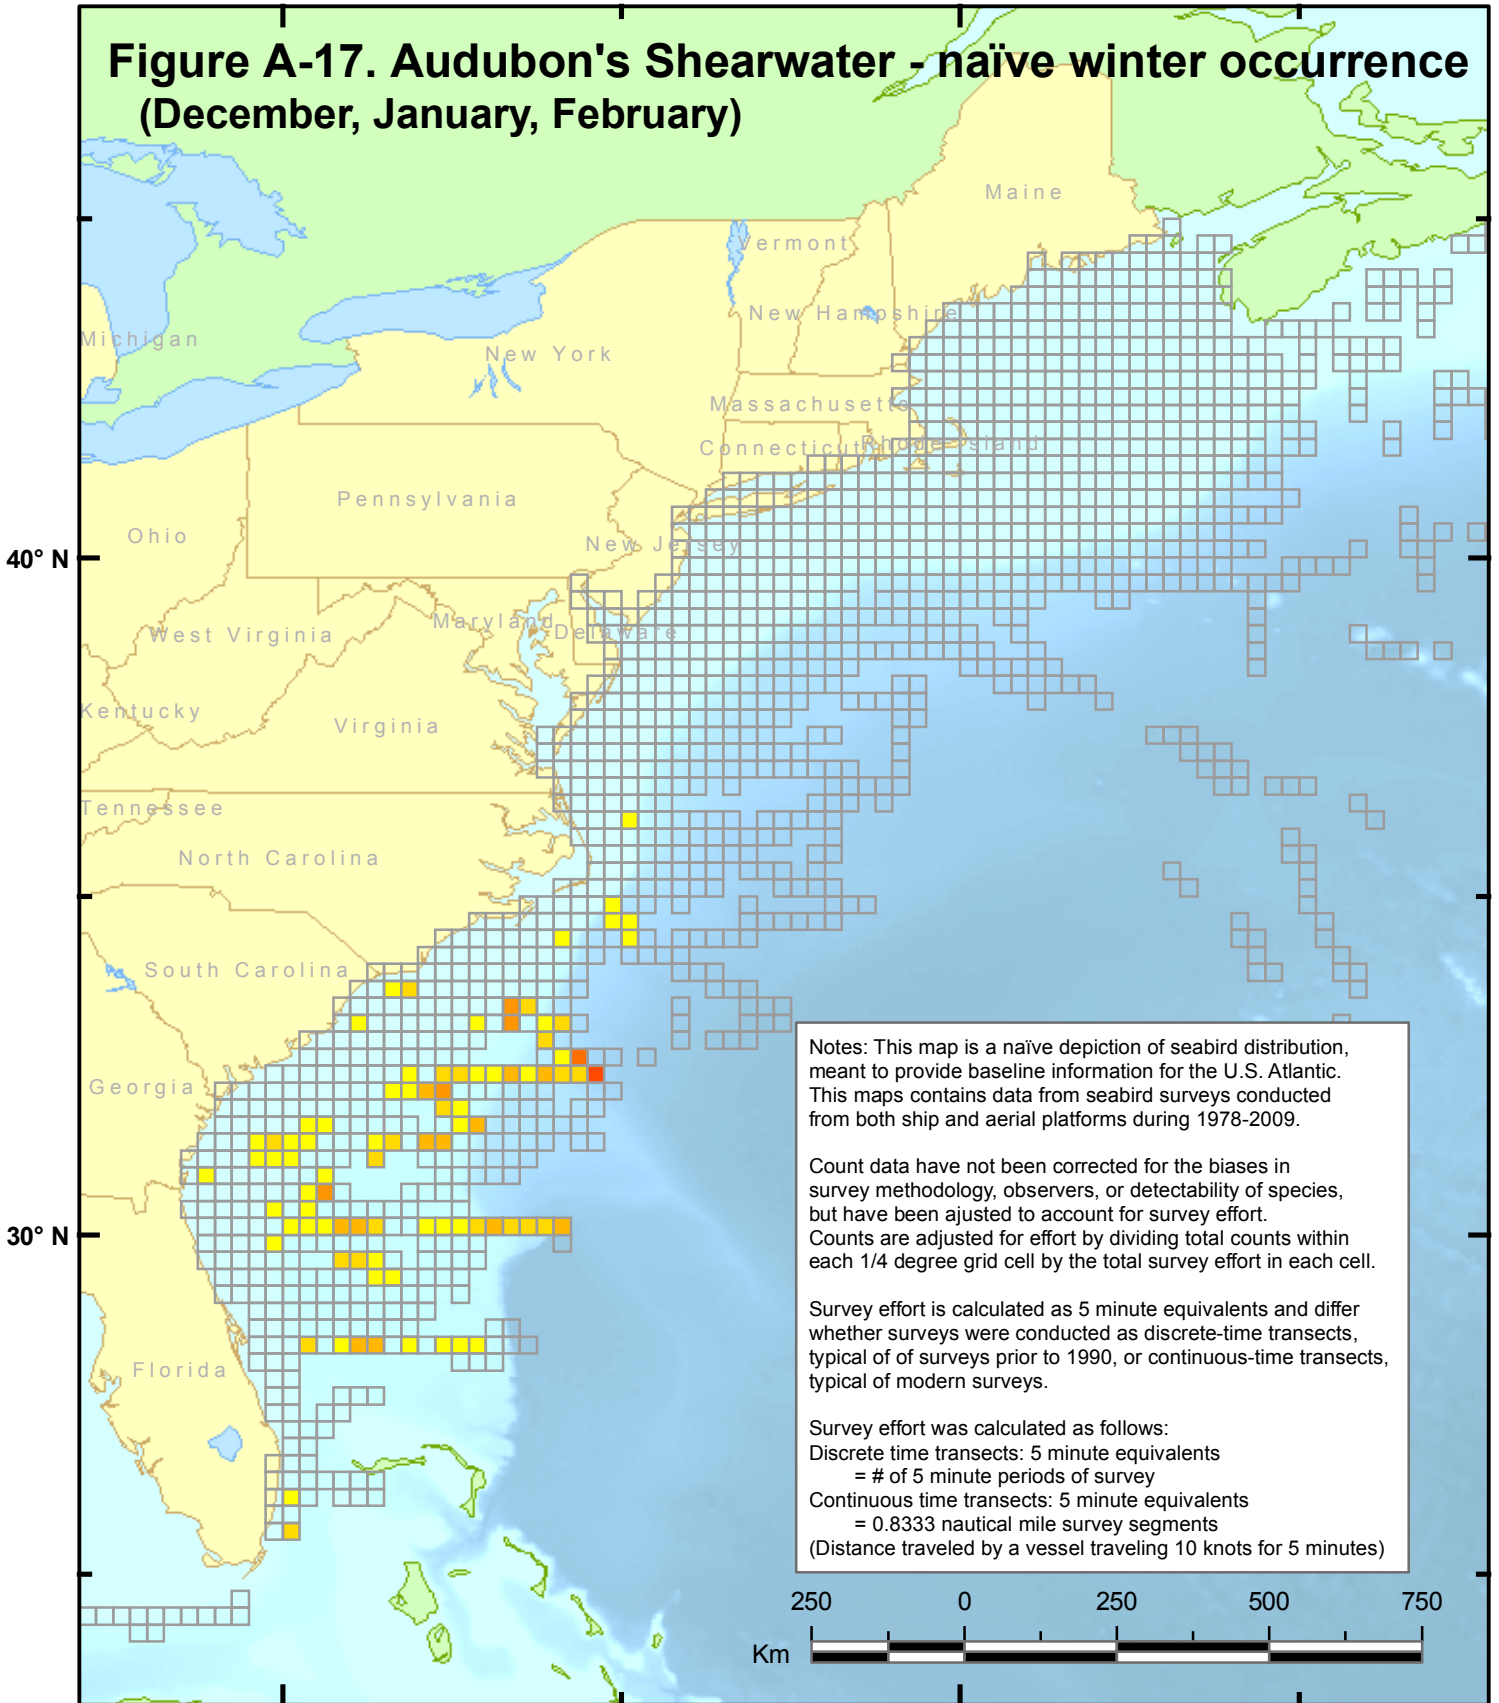 Figure A-17. Audubon's Shearwater - naïve winter occurrence
(December, January, February)
Maine
Vermont
New Hampshire
Michigan
New York
Massachusetts
Connecticut
Rhode Island
Pennsylvania
Ohio
New Jersey
40° N
West Virginia
Maryland
Delaware
Kentucky
Virginia
Tennessee
North Carolina
South Carolina
Georgia
30° N
Florida
Notes: This map is a naïve depiction of seabird distribution,
meant to provide baseline information for the U.S. Atlantic.
This maps contains data from seabird surveys conducted
from both ship and aerial platforms during 1978-2009.
Count data have not been corrected for the biases in
survey methodology, observers, or detectability of species,
but have been ajusted to account for survey effort.
Counts are adjusted for effort by dividing total counts within
each 1/4 degree grid cell by the total survey effort in each cell.
Survey effort is calculated as 5 minute equivalents and differ
whether surveys were conducted as discrete-time transects,
typical of of surveys prior to 1990, or continuous-time transects,
typical of modern surveys.
Survey effort was calculated as follows:
Discrete time transects: 5 minute equivalents
= # of 5 minute periods of survey
Continuous time transects: 5 minute equivalents
= 0.8333 nautical mile survey segments
(Distance traveled by a vessel traveling 10 knots for 5 minutes)
250 0 250 500 750
Km